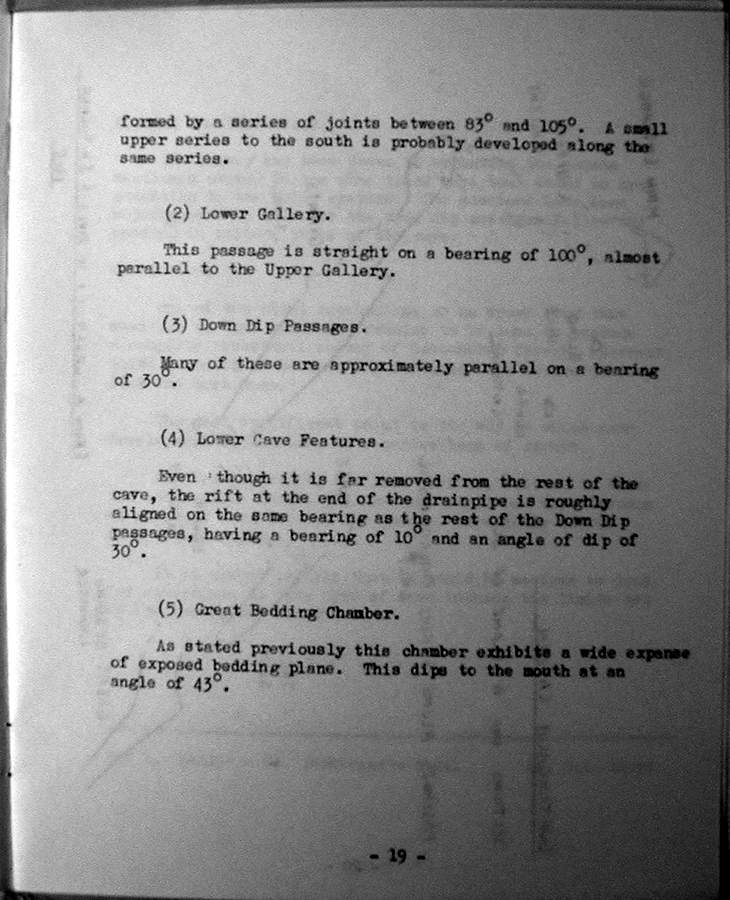 formed by a series of joints between 83° and 105°. A small
upper series to the south is probably developed along the
same series.
(2) Lower Gallery.
This passage is straight on a bearing of 100°, almost
parallel to the Upper Gallery.
(3) Down Dip Passages.
Many of these are approximately parallel on a bearing
of 30°.
(4) Lower Cave Features.
Even though it is far removed from the rest of the
cave, the rift at the end of the drainpipe is roughly
aligned on the same bearing as the rest of the Down Dip
passages, having a bearing of 10° and an angle of dip of
30°.
(5) Great Bedding Chamber.
As stated previously this chamber exhibits a wide expanse
of exposed bedding plane. This dips to the mouth at an
angle of 43°.
- 19 -